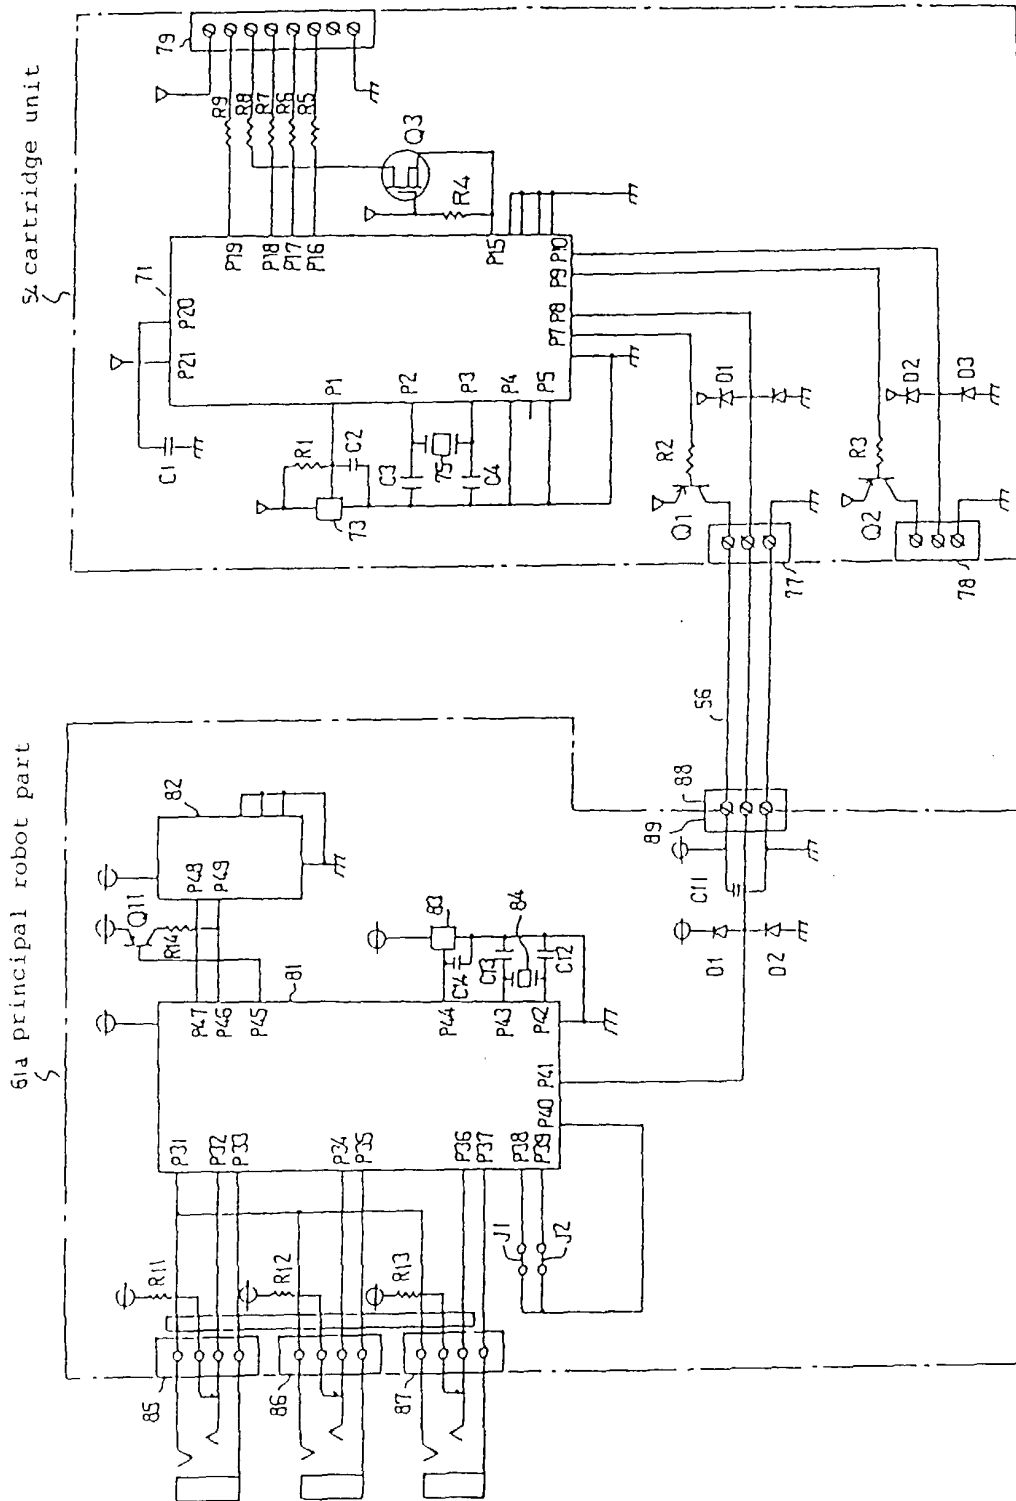 54 cartridge unit
79
R9
R8
R7
R6
R5
Q3
R4
71
P20
P21
P19
P18
P17
P16
P15
P1
P2
P3
P4
P5
P7
P8
P9
P10
C1
R1
C2
73
C3
75
C4
R2
Q1
D1
R3
Q2
D2
D3
77
78
56
61a principal robot part
82
P48
P49
Q11
R14
81
P47
P46
P45
P44
P43
P42
83
84
C14
C13
C12
88
89
C11
D1
D2
P41
P40
P31
P32
P33
P34
P35
P36
P37
P38
P39
J1
J2
R11
R12
R13
85
86
87